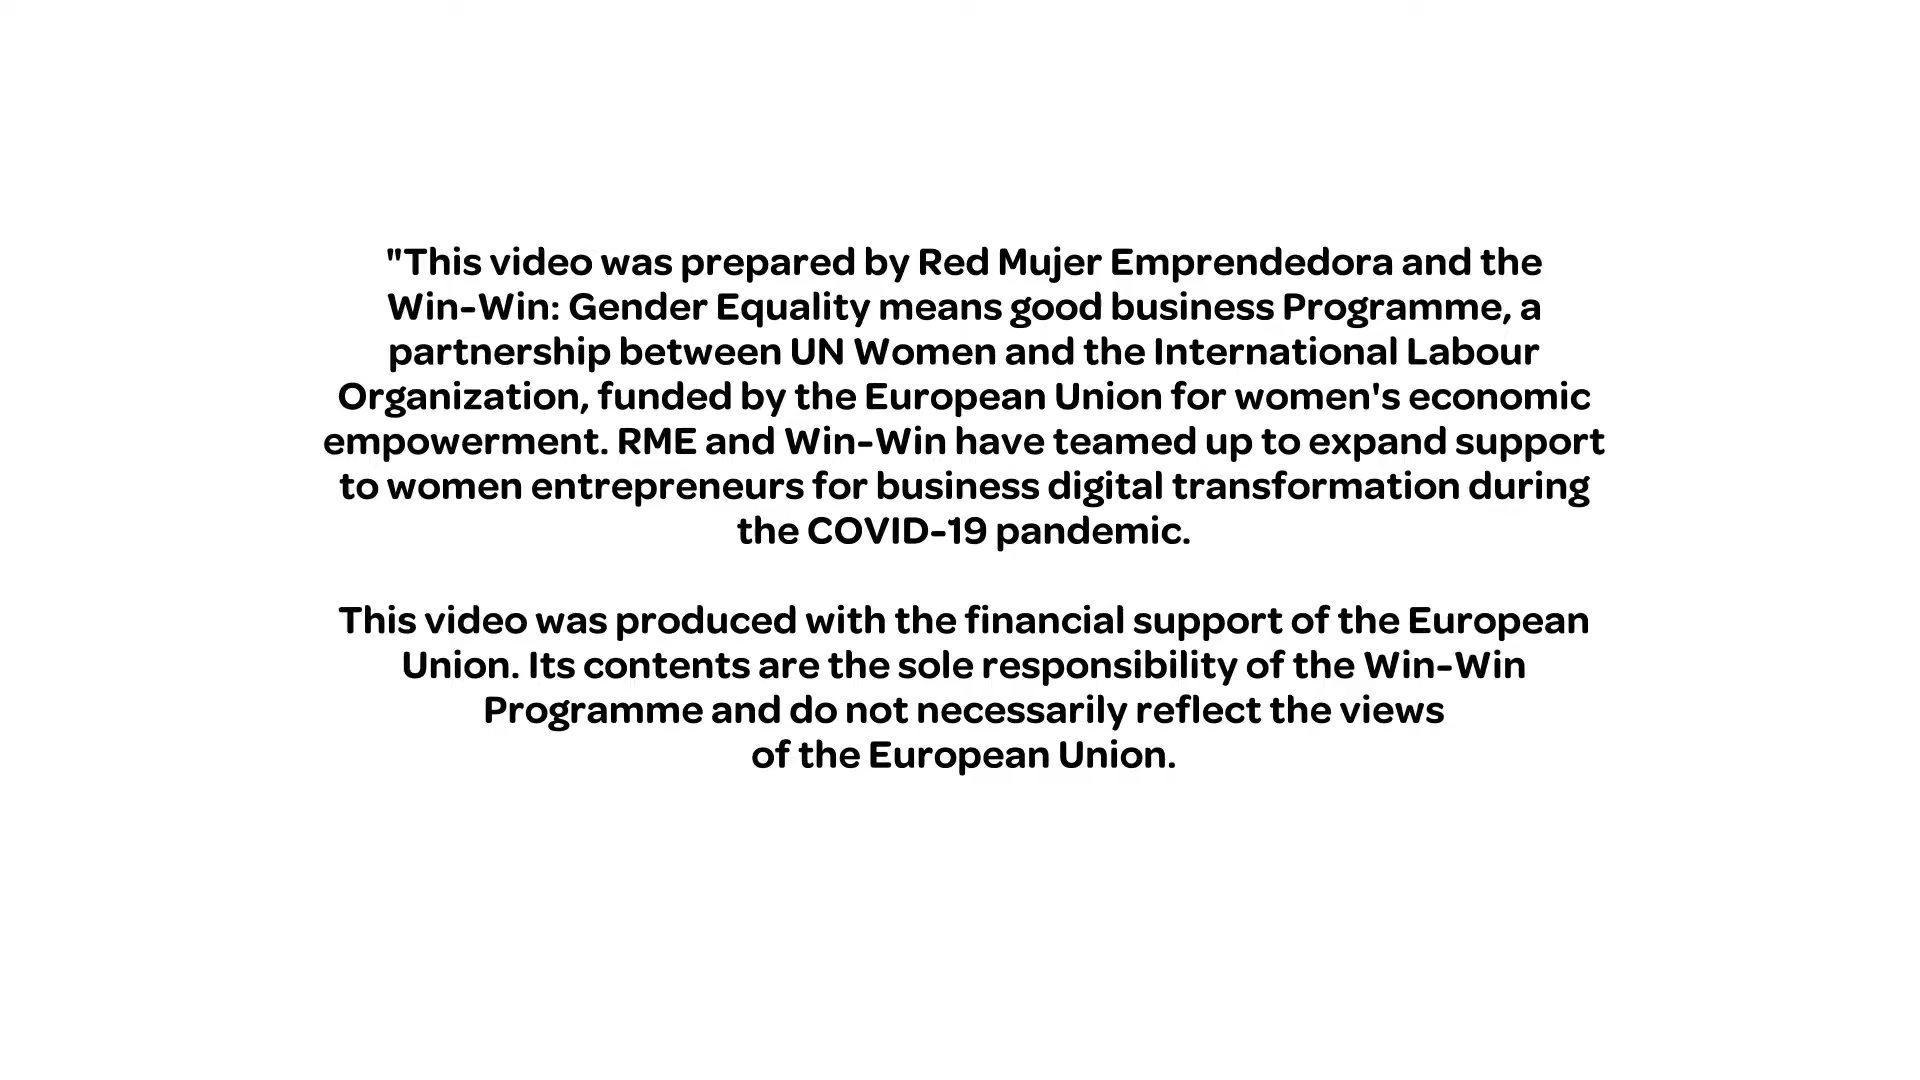 "This video was prepared by Red Mujer Emprendedora and the
Win-Win: Gender Equality means good business Programme, a
partnership between UN Women and the International Labour
Organization, funded by the European Union for women's economic
empowerment. RME and Win-Win have teamed up to expand support
to women entrepreneurs for business digital transformation during
the COVID-19 pandemic.
This video was produced with the financial support of the European
Union. Its contents are the sole responsibility of the Win-Win
Programme and do not necessarily reflect the views
of the European Union.